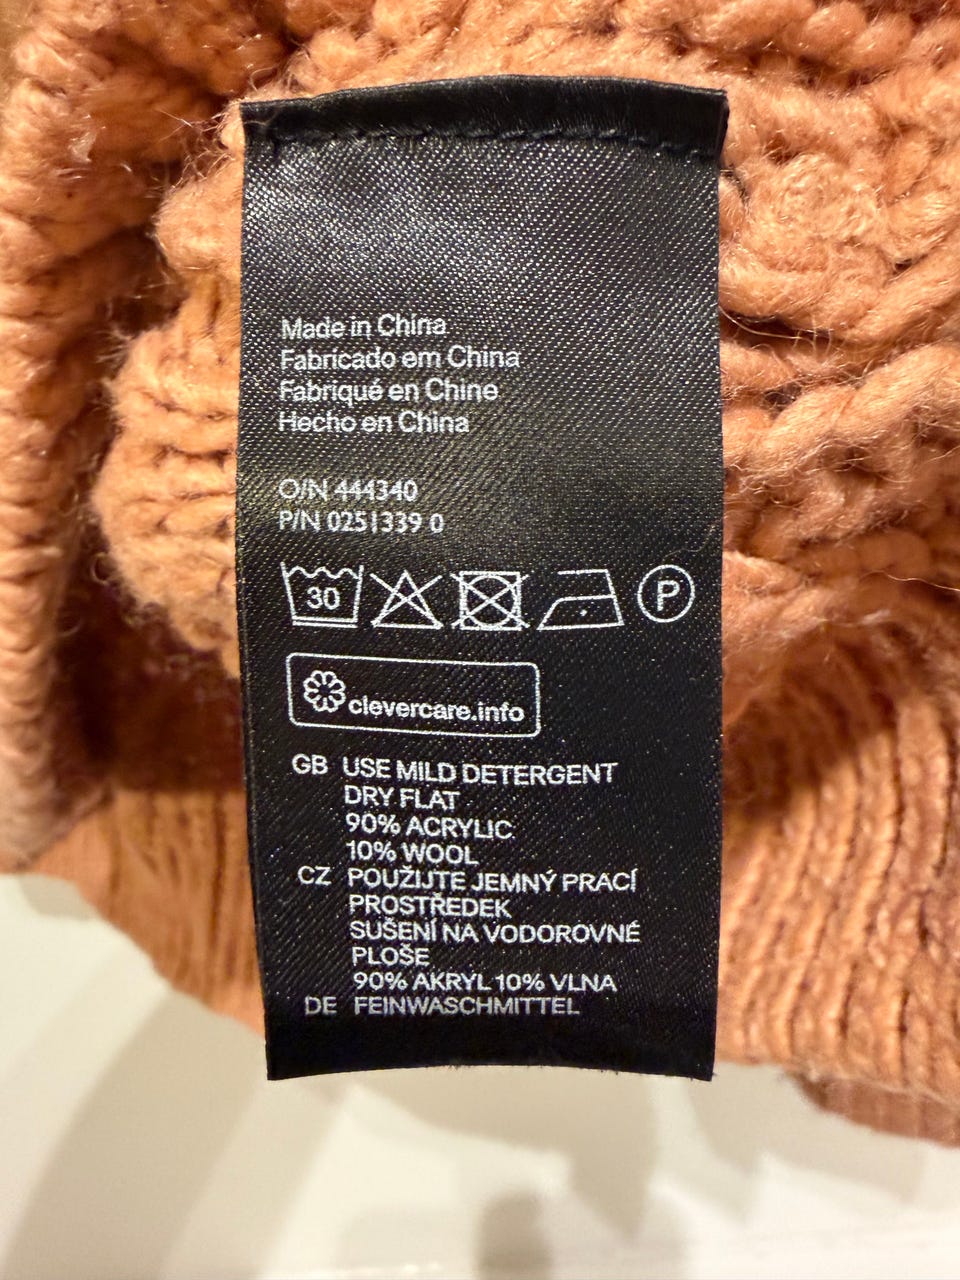 Made in China
Fabricado em China
Fabriqué en Chine
Hecho en China
O/N 444340
P/N 0251339 0
30 P
clevercare.info
GB USE MILD DETERGENT
DRY FLAT
90% ACRYLIC
10% WOOL
CZ POUŽIJTE JEMNÝ PRACÍ
PROSTŘEDEK
SUŠENÍ NA VODOROVNÉ
PLOŠE
90% AKRYL 10% VLNA
DE FEINWASCHMITTEL